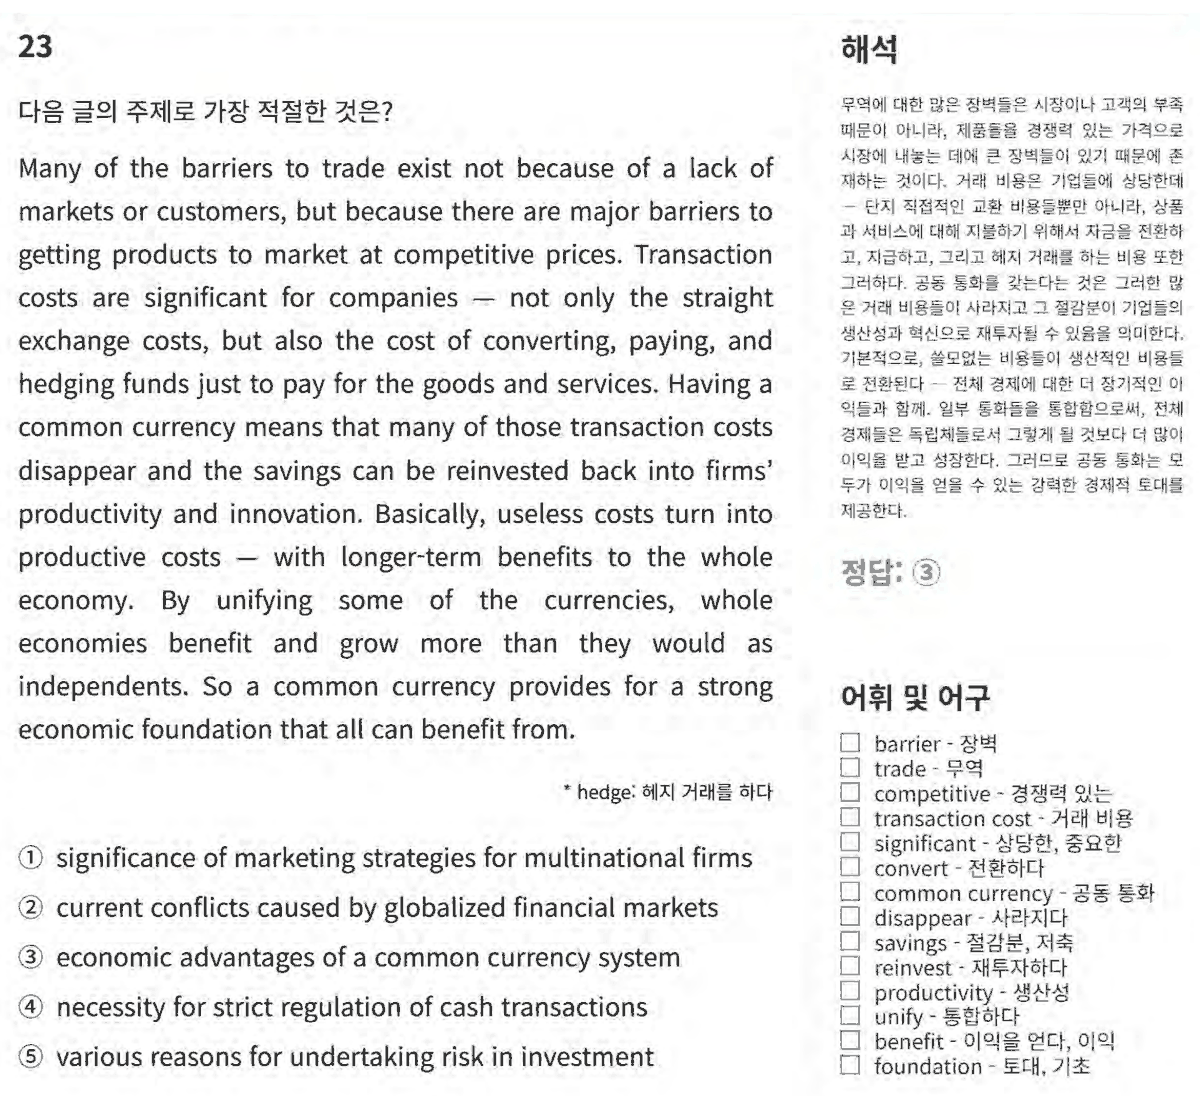 23
다음 글의 주제로 가장 적절한 것은?
Many of the barriers to trade exist not because of a lack of
markets or customers, but because there are major barriers to
getting products to market at competitive prices. Transaction
costs are significant for companies — not only the straight
exchange costs, but also the cost of converting, paying, and
hedging funds just to pay for the goods and services. Having a
common currency means that many of those transaction costs
disappear and the savings can be reinvested back into firms’
productivity and innovation. Basically, useless costs turn into
productive costs — with longer-term benefits to the whole
economy. By unifying some of the currencies, whole
economies benefit and grow more than they would as
independents. So a common currency provides for a strong
economic foundation that all can benefit from.
* hedge: 헤지 거래를 하다
① significance of marketing strategies for multinational firms
② current conflicts caused by globalized financial markets
③ economic advantages of a common currency system
④ necessity for strict regulation of cash transactions
⑤ various reasons for undertaking risk in investment
해석
무역에 대한 많은 장벽들은 시장이나 고객의 부족
때문이 아니라, 제품들을 경쟁력 있는 가격으로
시장에 내놓는 데에 큰 장벽들이 있기 때문에 존
재하는 것이다. 거래 비용은 기업들에 상당한데
— 단지 직접적인 교환 비용들뿐만 아니라, 상품
과 서비스에 대해 지불하기 위해서 자금을 전환하
고, 지급하고, 그리고 헤지 거래를 하는 비용 또한
그러하다. 공동 통화를 갖는다는 것은 그러한 많
은 거래 비용들이 사라지고 그 절감분이 기업들의
생산성과 혁신으로 재투자될 수 있음을 의미한다.
기본적으로, 쓸모없는 비용들이 생산적인 비용들
로 전환된다 — 전체 경제에 대한 더 장기적인 이
익들과 함께. 일부 통화들을 통합함으로써, 전체
경제들은 독립체들로서 그렇게 될 것보다 더 많이
이익을 받고 성장한다. 그러므로 공동 통화는 모
두가 이익을 얻을 수 있는 강력한 경제적 토대를
제공한다.
정답: ③
어휘 및 어구
□ barrier - 장벽
□ trade - 무역
□ competitive - 경쟁력 있는
□ transaction cost - 거래 비용
□ significant - 상당한, 중요한
□ convert - 전환하다
□ common currency - 공동 통화
□ disappear - 사라지다
□ savings - 절감분, 저축
□ reinvest - 재투자하다
□ productivity - 생산성
□ unify - 통합하다
□ benefit - 이익을 얻다, 이익
□ foundation - 토대, 기초